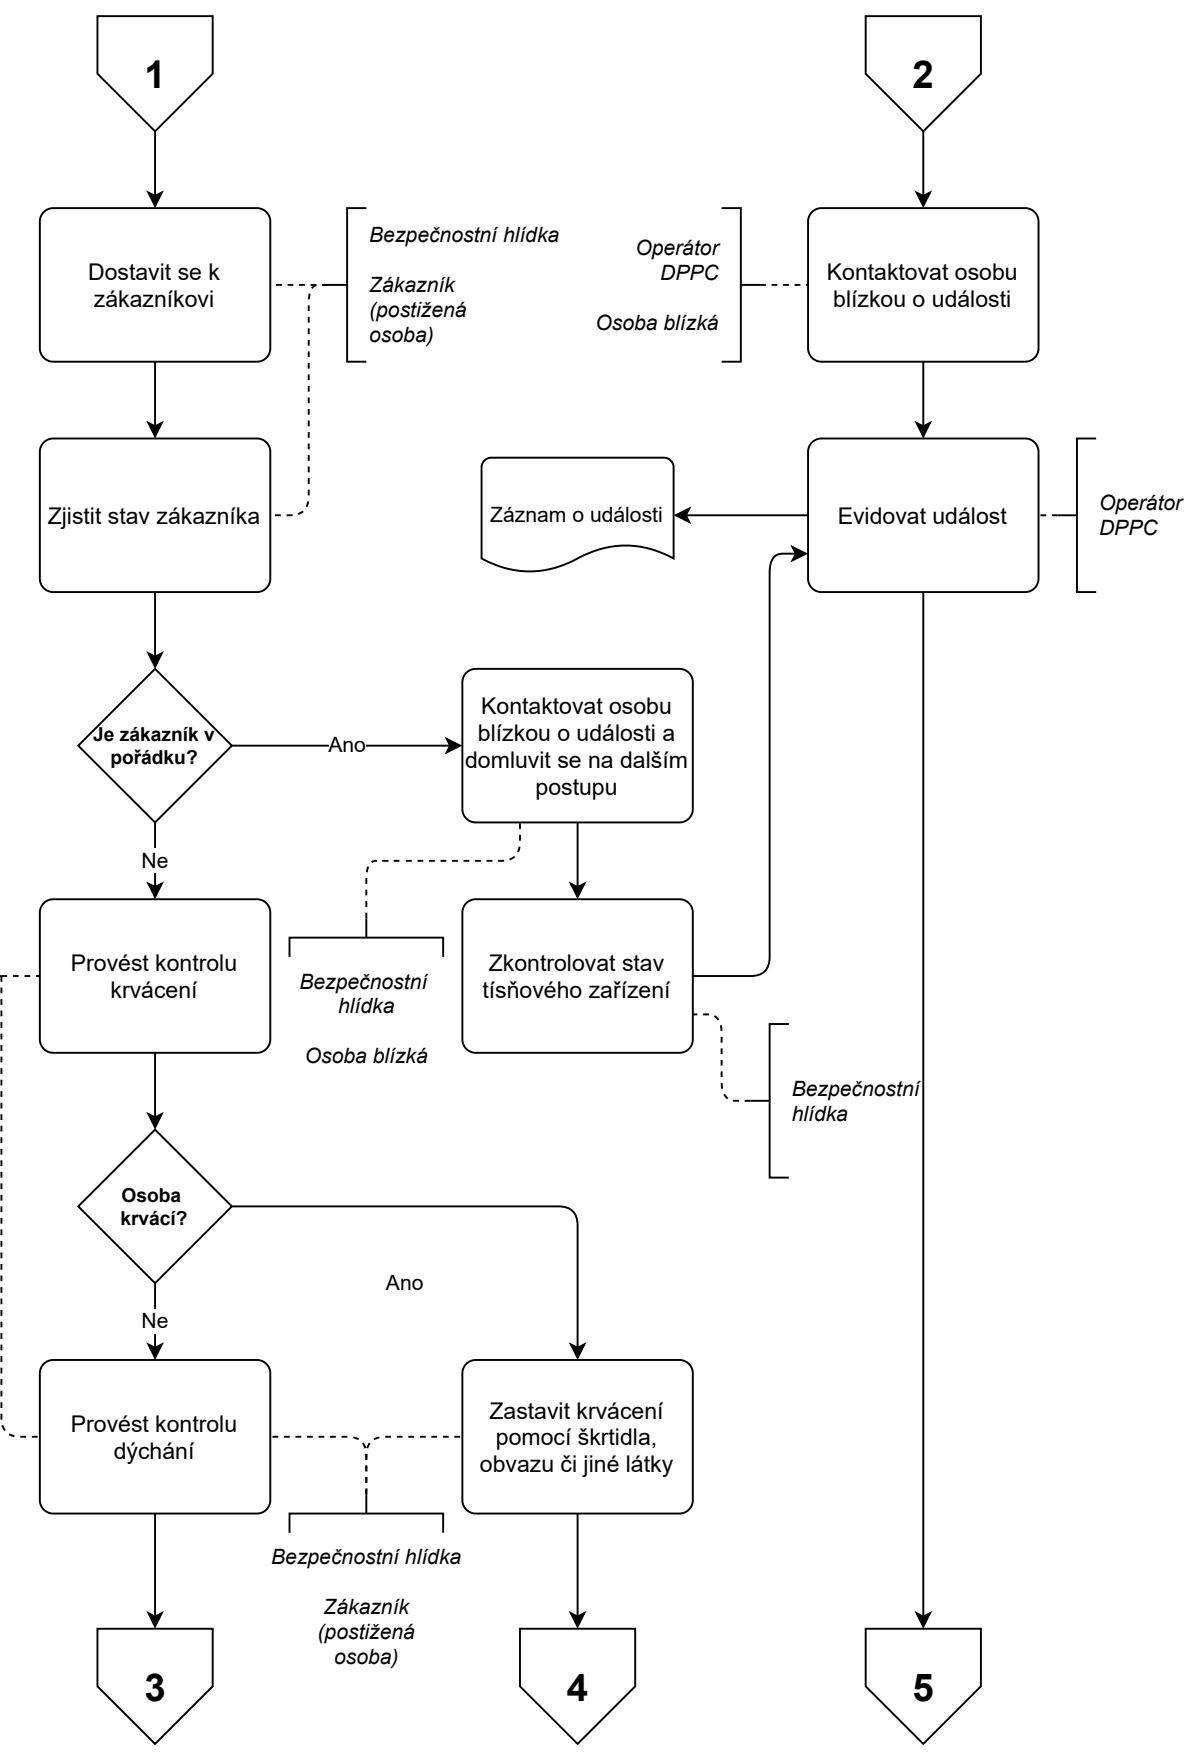 1
2
Dostavit se k
zákazníkovi
Bezpečnostní hlídka
Zákazník
(postižená
osoba)
Operátor
DPPC
Osoba blízká
Kontaktovat osobu
blízkou o události
Zjistit stav zákazníka
Záznam o události
Evidovat událost
Operátor
DPPC
Je zákazník v
pořádku?
Ano
Kontaktovat osobu
blízkou o události a
domluvit se na dalším
postupu
Ne
Provést kontrolu
krvácení
Bezpečnostní
hlídka
Osoba blízká
Zkontrolovat stav
tísňového zařízení
Bezpečnostní
hlídka
Osoba
krvácí?
Ano
Ne
Provést kontrolu
dýchání
Zastavit krvácení
pomocí škrtidla,
obvazu či jiné látky
Bezpečnostní hlídka
Zákazník
(postižená
osoba)
3
4
5